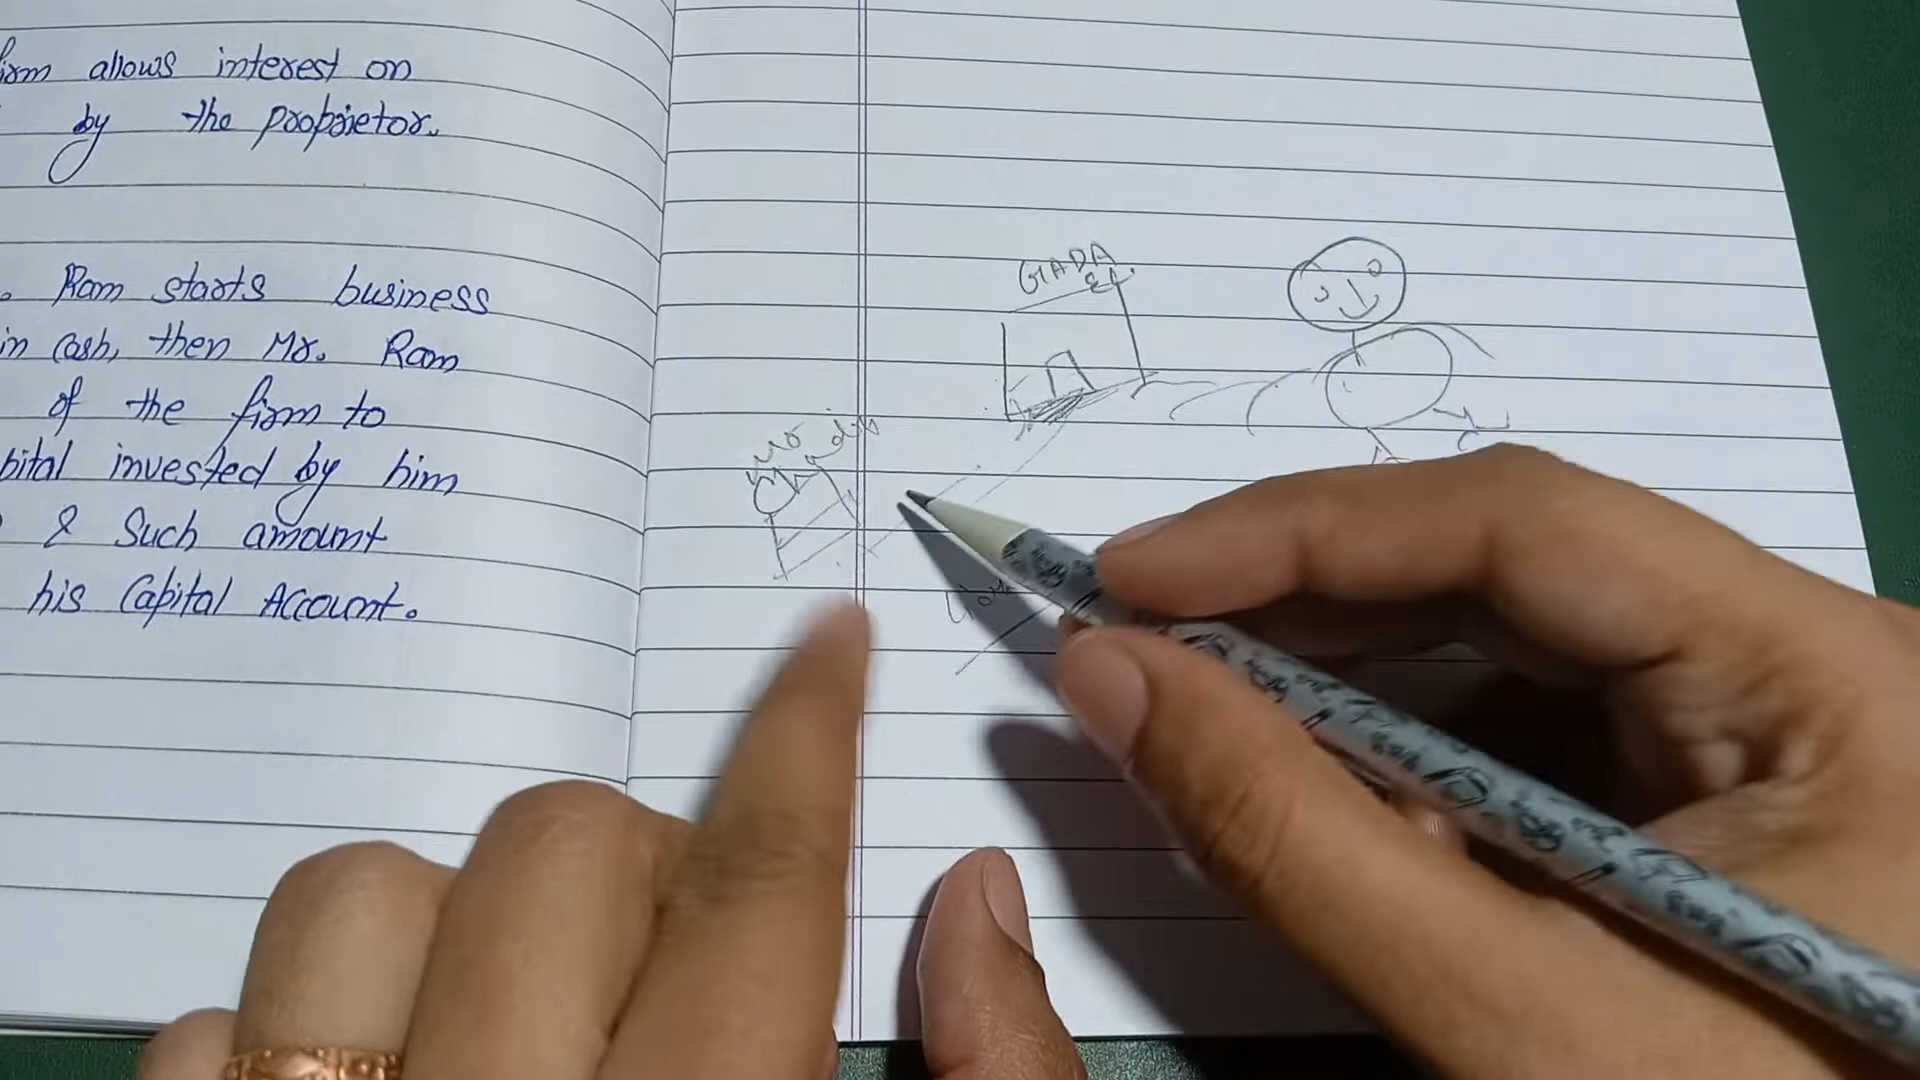 firm allows interest on
by the proprietor.
Ram starts business
in cash, then Mr. Ram
of the firm to
invested by him
& Such amount
his Capital Account.
GADA